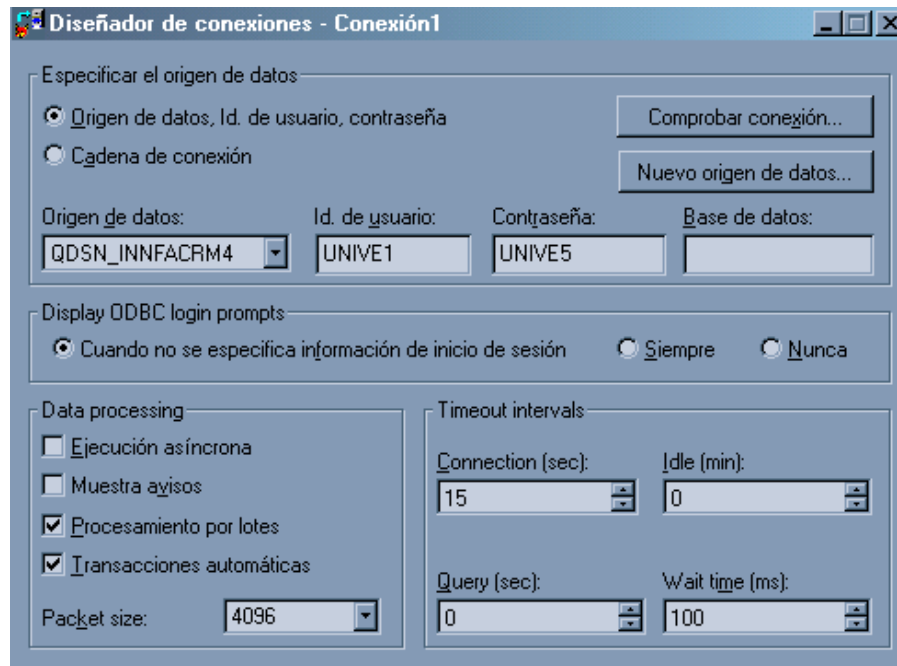 Diseñador de conexiones - Conexión1
Especificar el origen de datos
Origen de datos, Id. de usuario, contraseña
Comprobar conexión...
Cadena de conexión
Nuevo origen de datos...
Origen de datos: Id. de usuario: Contraseña: Base de datos:
QDSN_INNFACRM4 UNIVE1 UNIVE5
Display ODBC login prompts
Cuando no se especifica información de inicio de sesión Siempre Nunca
Data processing
Ejecución asíncrona
Muestra avisos
Procesamiento por lotes
Transacciones automáticas
Packet size: 4096
Timeout intervals
Connection (sec): Idle (min):
15 0
Query (sec): Wait time (ms):
0 100